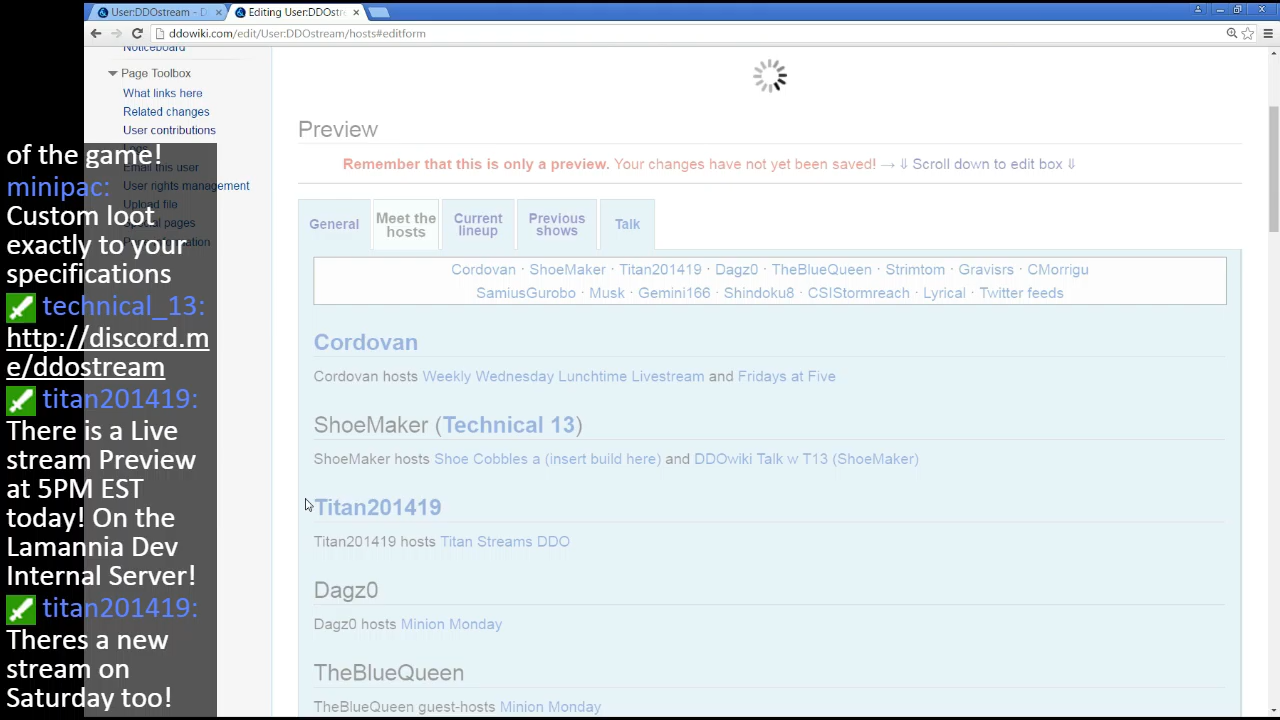 User:DDOstream - D
Editing User:DDOstre
ddowiki.com/edit/User:DDOstream/hosts#editform
Noticeboard
Page Toolbox
What links here
Related changes
User contributions
Logs
Email this user
User rights management
Upload file
Special pages
of the game!
minipac:
Custom loot
exactly to your
specifications
technical_13:
http://discord.m
e/ddostream
titan201419:
There is a Live
stream Preview
at 5PM EST
today! On the
Lamannia Dev
Internal Server!
titan201419:
Theres a new
stream on
Saturday too!
Preview
Remember that this is only a preview. Your changes have not yet been saved! → ⇓ Scroll down to edit box ⇓
General
Meet the
hosts
Current
lineup
Previous
shows
Talk
Cordovan · ShoeMaker · Titan201419 · Dagz0 · TheBlueQueen · Strimtom · Gravisrs · CMorrigu
SamiusGurobo · Musk · Gemini166 · Shindoku8 · CSIStormreach · Lyrical · Twitter feeds
Cordovan
Cordovan hosts Weekly Wednesday Lunchtime Livestream and Fridays at Five
ShoeMaker (Technical 13)
ShoeMaker hosts Shoe Cobbles a (insert build here) and DDOwiki Talk w T13 (ShoeMaker)
Titan201419
Titan201419 hosts Titan Streams DDO
Dagz0
Dagz0 hosts Minion Monday
TheBlueQueen
TheBlueQueen guest-hosts Minion Monday